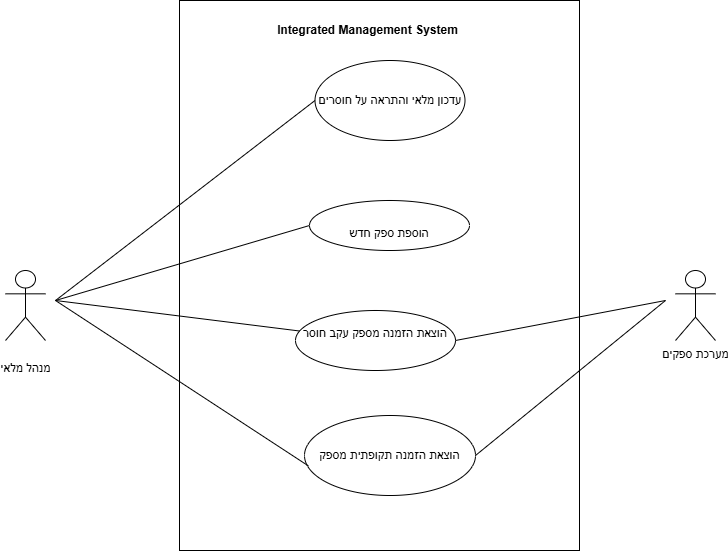 Integrated Management System
עדכון מלאי והתראה על חוסרים
הוספת ספק חדש
הוצאת הזמנה מספק עקב חוסר
מערכת ספקים
מנהל מלאי
הוצאת הזמנה תקופתית מספק